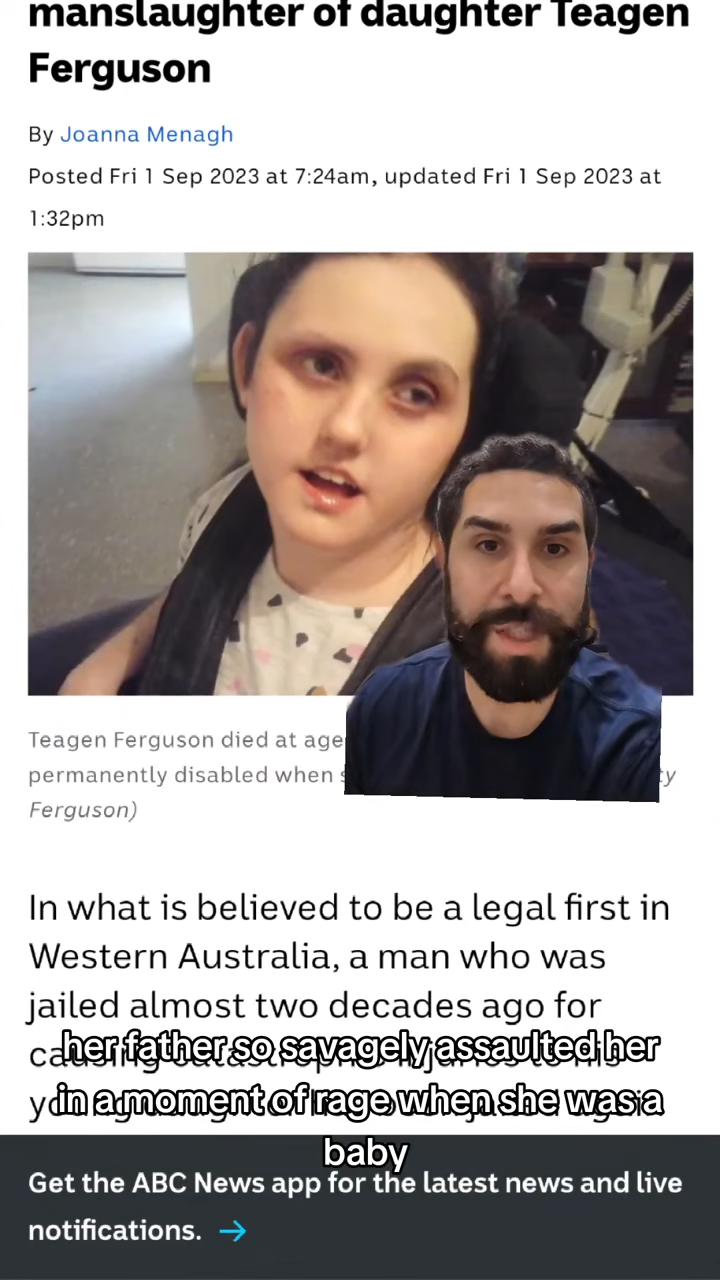 manslaughter of daughter Teagen
Ferguson
By Joanna Menagh
Posted Fri 1 Sep 2023 at 7:24am, updated Fri 1 Sep 2023 at
1:32pm
Teagen Ferguson died at age
permanently disabled when
Ferguson)
In what is believed to be a legal first in
Western Australia, a man who was
jailed almost two decades ago for
her father so savagely assaulted her
in a moment of rage when she was a
baby
Get the ABC News app for the latest news and live
notifications. →